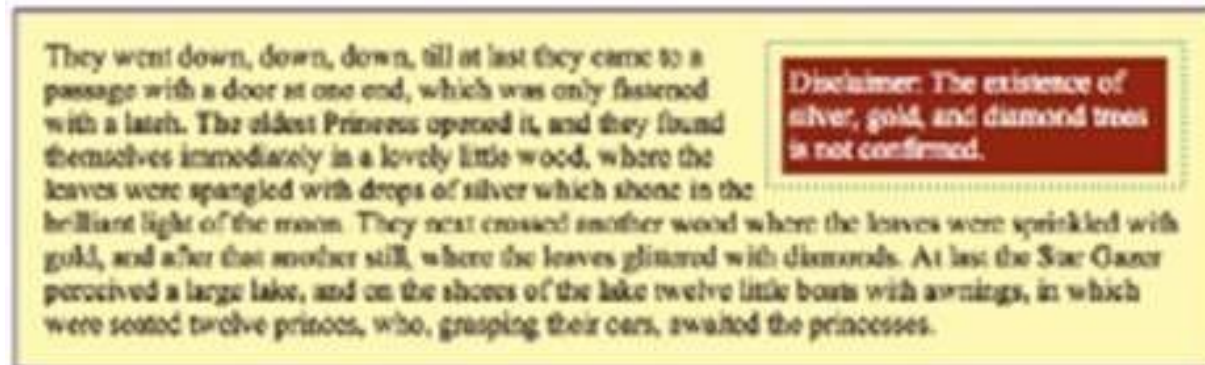 They went down, down, down, till at last they came to a
passage with a door at one end, which was only fastened
with a latch. The eldest Princess opened it, and they found
themselves immediately in a lovely little wood, where the
leaves were spangled with drops of silver which shone in the
brilliant light of the moon. They next crossed another wood where the leaves were sprinkled with
gold, and after that another still, where the leaves glittered with diamonds. At last the Star Gazer
perceived a large lake, and on the shores of the lake twelve little boats with awnings, in which
were seated twelve princes, who, grasping their oars, awaited the princesses.
Disclaimer: The existence of
silver, gold, and diamond trees
is not confirmed.